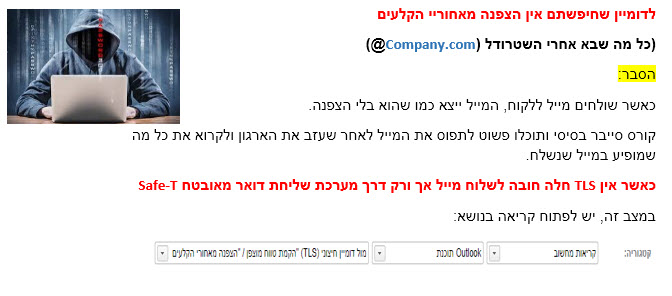 לדומיין שחיפשתם אין הצפנה מאחורי הקלעים
(כל מה שבא אחרי השטרודל (Company.com@)
הסבר:
כאשר שולחים מייל ללקוח, המייל ייצא כמו שהוא בלי הצפנה.
קורס סייבר בסיסי ותוכלו פשוט לתפוס את המייל לאחר שעזב את הארגון ולקרוא את כל מה
שמופיע במייל שנשלח.
כאשר אין TLS חלה חובה לשלוח מייל אך ורק דרך מערכת שליחת דואר מאובטח Safe-T
במצב זה, יש לפתוח קריאה בנושא:
קטגוריה: קריאות מחשוב תוכנת Outlook מול דומיין חיצוני (TLS) "הקמת טווח מוצפן / "הצפנה מאחורי הקלעים